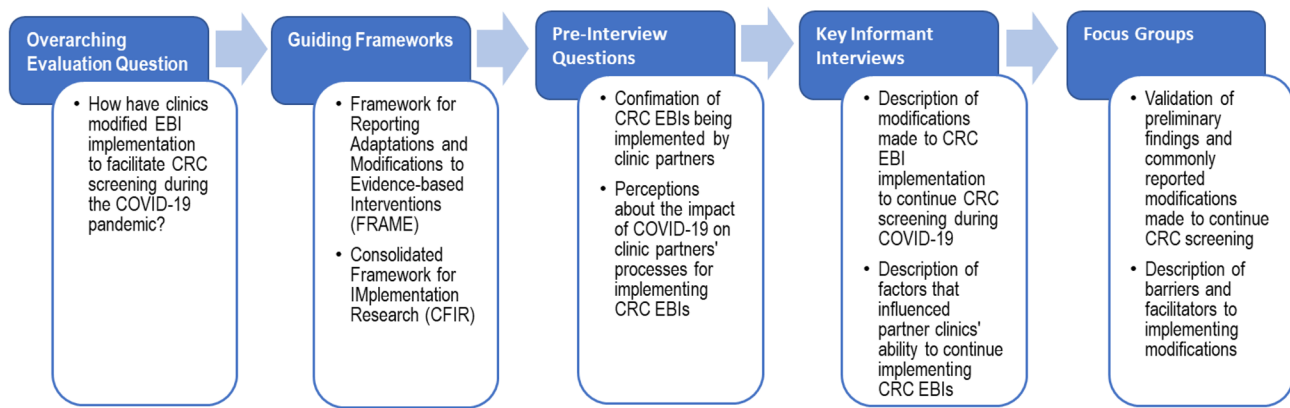 Overarching
Evaluation Question
• How have clinics
modified EBI
implementation
to facilitate CRC
screening during
the COVID-19
pandemic?
Guiding Frameworks
• Framework for
Reporting
Adaptations and
Modifications to
Evidence-based
Interventions
(FRAME)
• Consolidated
Framework for
IMplementation
Research (CFIR)
Pre-Interview
Questions
• Confimation of
CRC EBIs being
implemented by
clinic partners
• Perceptions
about the impact
of COVID-19 on
clinic partners'
processes for
implementing
CRC EBIs
Key Informant
Interviews
• Description of
modifications
made to CRC
EBI
implementation
to continue CRC
screening during
COVID-19
• Description of
factors that
influenced
partner clinics'
ability to continue
implementing
CRC EBIs
Focus Groups
• Validation of
preliminary
findings and
commonly
reported
modifications
made to continue
CRC screening
• Description of
barriers and
facilitators to
implementing
modifications